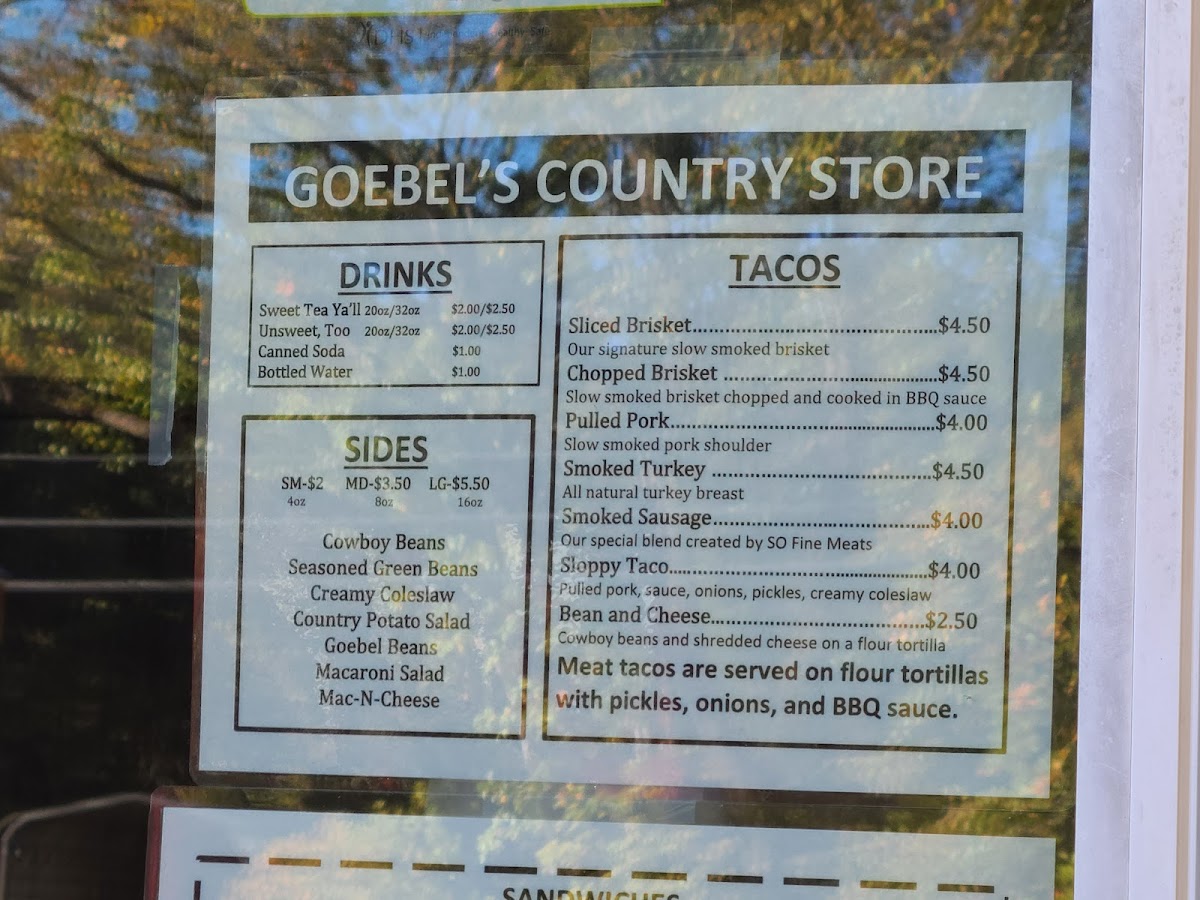 GOEBEL'S COUNTRY STORE
DRINKS
Sweet Tea Ya'll 20oz/32oz $2.00/$2.50
Unsweet, Too 20oz/32oz $2.00/$2.50
Canned Soda $1.00
Bottled Water $1.00
SIDES
SM-$2 MD-$3.50 LG-$5.50
4oz 8oz 16oz
Cowboy Beans
Seasoned Green Beans
Creamy Coleslaw
Country Potato Salad
Goebel Beans
Macaroni Salad
Mac-N-Cheese
TACOS
Sliced Brisket...........................................$4.50
Our signature slow smoked brisket
Chopped Brisket .....................................$4.50
Slow smoked brisket chopped and cooked in BBQ sauce
Pulled Pork..............................................$4.00
Slow smoked pork shoulder
Smoked Turkey ......................................$4.50
All natural turkey breast
Smoked Sausage......................................$4.00
Our special blend created by SO Fine Meats
Sloppy Taco.............................................$4.00
Pulled pork, sauce, onions, pickles, creamy coleslaw
Bean and Cheese.....................................$2.50
Cowboy beans and shredded cheese on a flour tortilla
Meat tacos are served on flour tortillas
with pickles, onions, and BBQ sauce.
SANDWICHES